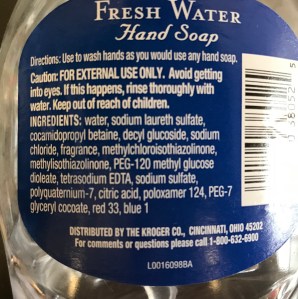 FRESH WATER
Hand Soap
Directions: Use to wash hands as you would use any hand soap.
Caution: FOR EXTERNAL USE ONLY. Avoid getting
into eyes. If this happens, rinse thoroughly with
water. Keep out of reach of children.
INGREDIENTS: water, sodium laureth sulfate,
cocamidopropyl betaine, decyl glucoside, sodium
chloride, fragrance, methylchloroisothiazolinone,
methylisothiazolinone, PEG-120 methyl glucose
dioleate, tetrasodium EDTA, sodium sulfate,
polyquaternium-7, citric acid, poloxamer 124, PEG-7
glyceryl cocoate, red 33, blue 1
DISTRIBUTED BY THE KROGER CO., CINCINNATI, OHIO 45202
For comments or questions please call 1-800-632-6900
L0016098BA